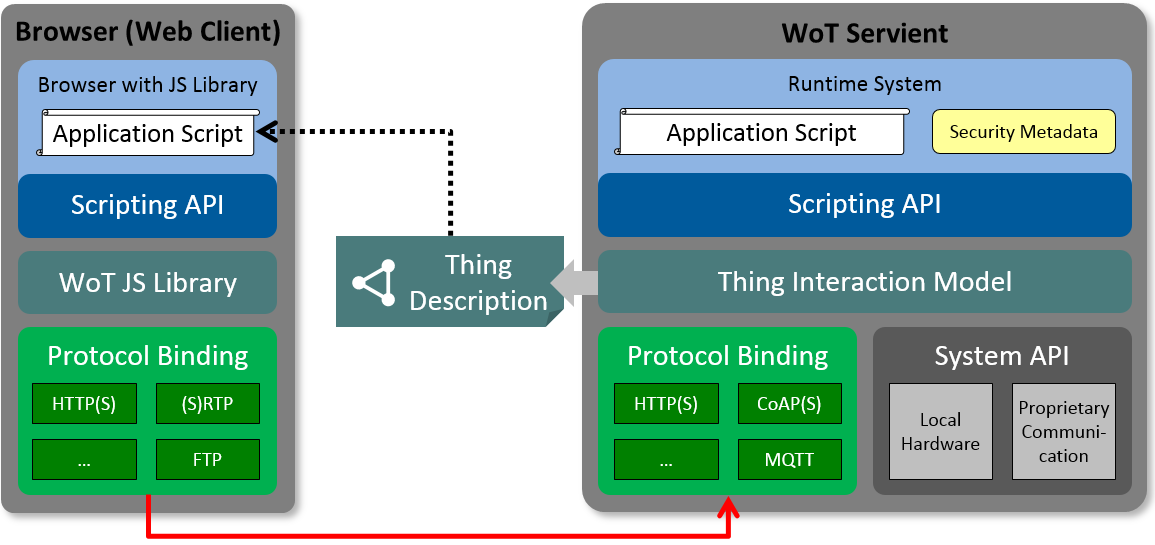 Browser (Web Client)
Browser with JS Library
Application Script
Scripting API
WoT JS Library
Protocol Binding
HTTP(S)
(S)RTP
...
FTP
Thing
Description
WoT Servient
Runtime System
Application Script
Security Metadata
Scripting API
Thing Interaction Model
Protocol Binding
HTTP(S)
CoAP(S)
...
MQTT
System API
Local
Hardware
Proprietary
Communi-
cation